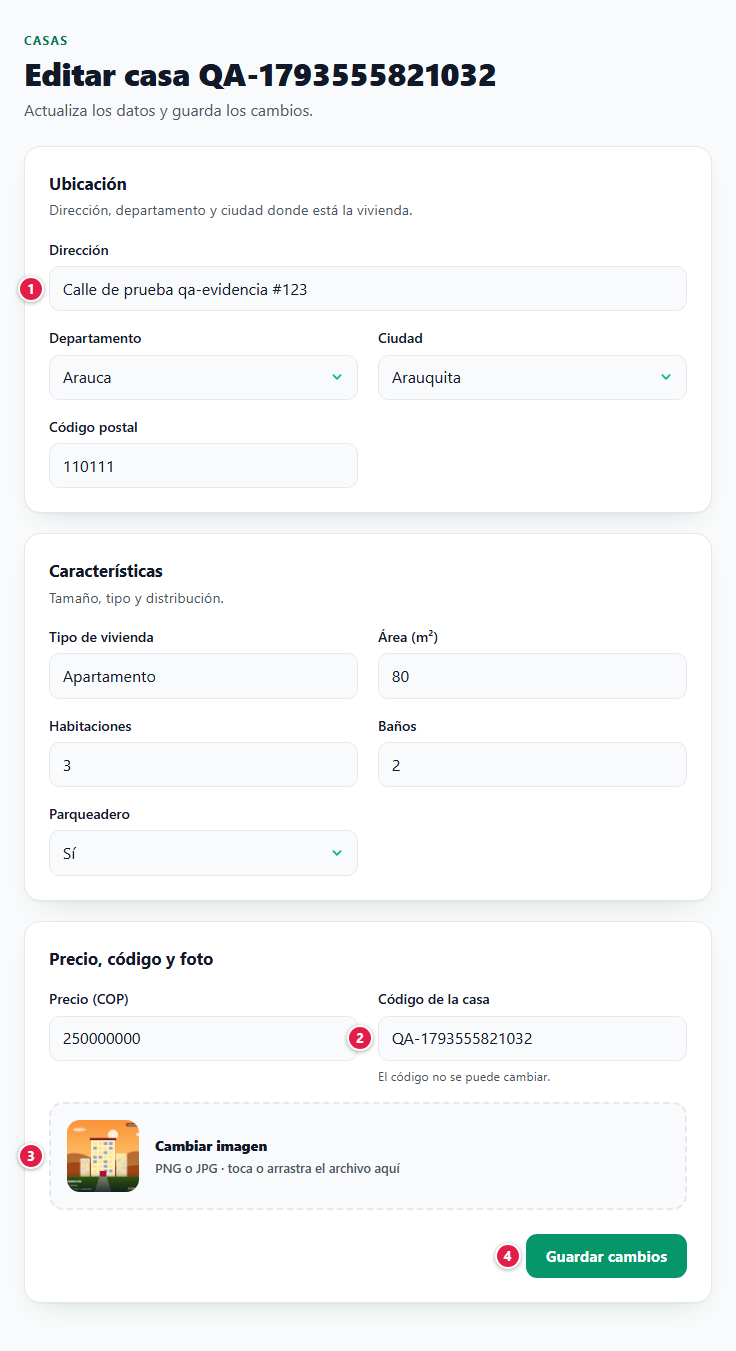 CASAS
Editar casa QA-1793555821032
Actualiza los datos y guarda los cambios.
Ubicación
Dirección, departamento y ciudad donde está la vivienda.
Dirección
1
Calle de prueba qa-evidencia #123
Departamento
Ciudad
Arauca
Arauquita
Código postal
110111
Características
Tamaño, tipo y distribución.
Tipo de vivienda
Área (m²)
Apartamento
80
Habitaciones
Baños
3
2
Parqueadero
Sí
Precio, código y foto
Precio (COP)
Código de la casa
250000000
2
QA-1793555821032
El código no se puede cambiar.
3
Cambiar imagen
PNG o JPG · toca o arrastra el archivo aquí
4
Guardar cambios